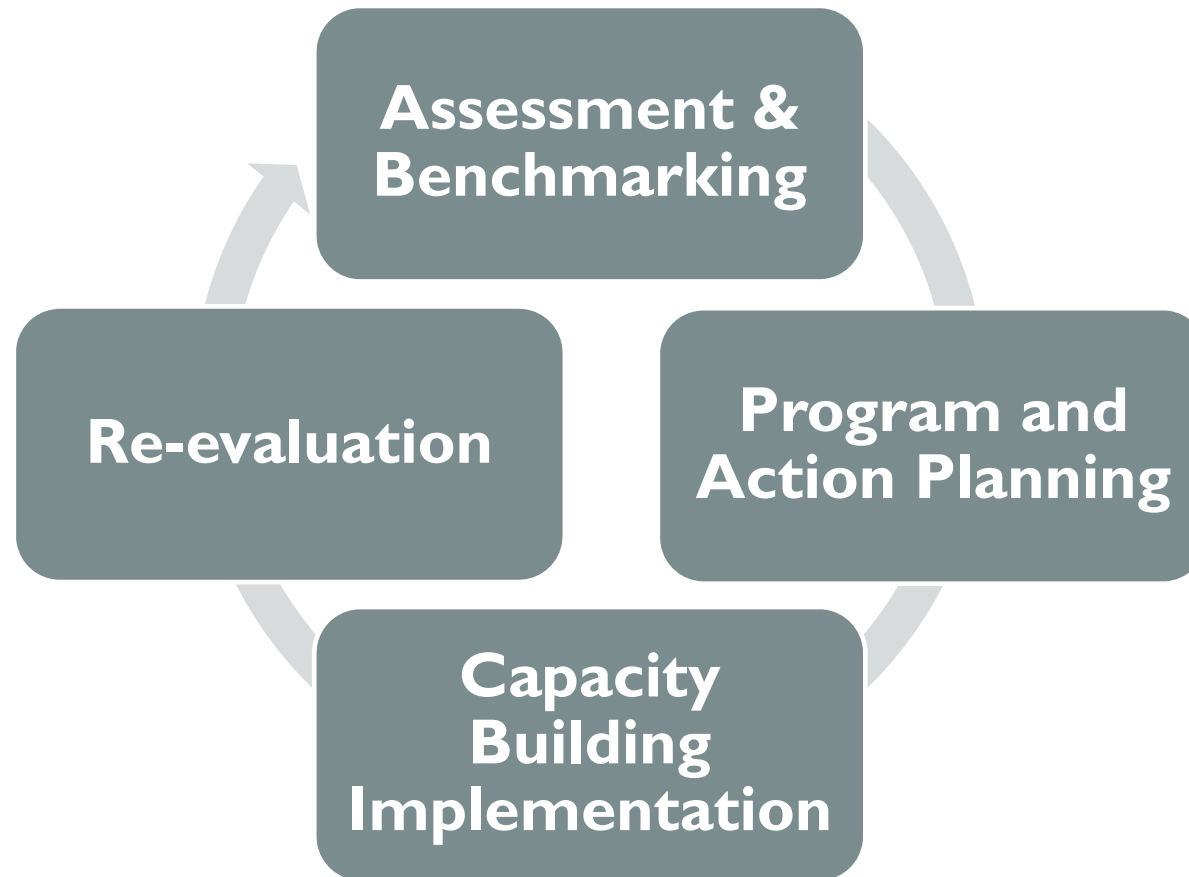 Assessment &
Benchmarking
Program and
Action Planning
Capacity
Building
Implementation
Re-evaluation